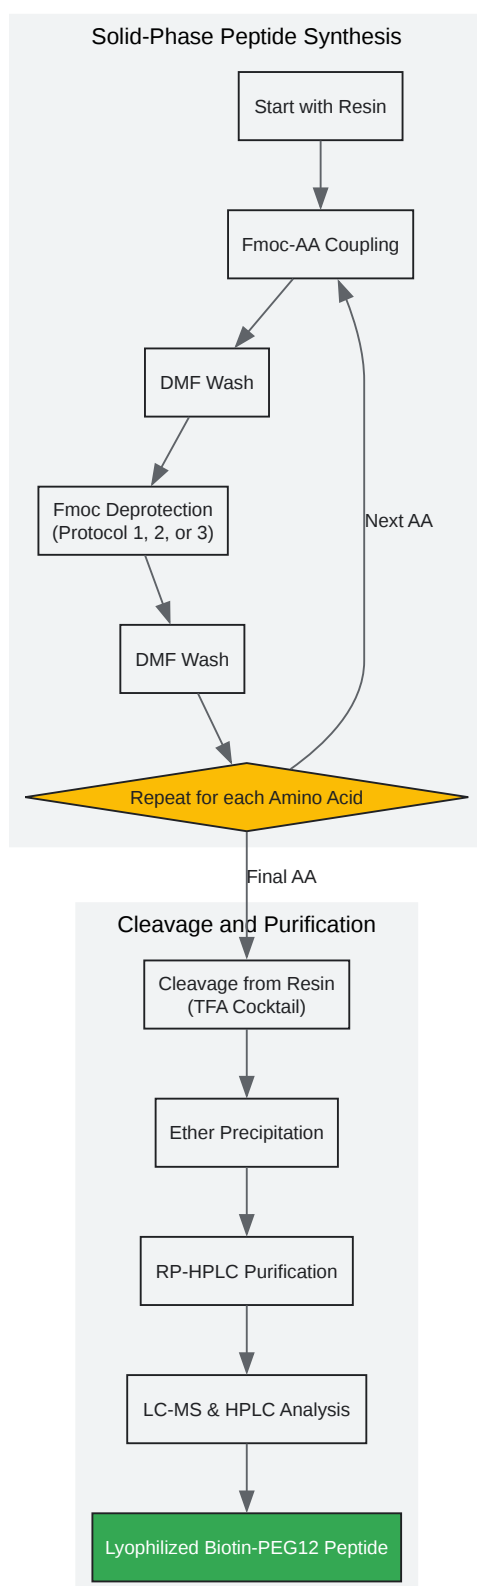 Solid-Phase Peptide Synthesis
Start with Resin
Fmoc-AA Coupling
DMF Wash
Fmoc Deprotection
(Protocol 1, 2, or 3)
Next AA
DMF Wash
Repeat for each Amino Acid
Final AA
Cleavage and Purification
Cleavage from Resin
(TFA Cocktail)
Ether Precipitation
RP-HPLC Purification
LC-MS & HPLC Analysis
Lyophilized Biotin-PEG12 Peptide